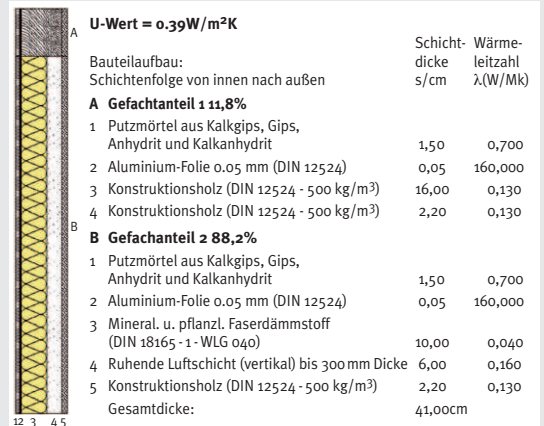 U-Wert = 0.39W/m²K
A
Schicht- Wärme-
Bauteilaufbau: dicke leitzahl
Schichtenfolge von innen nach außen s/cm λ(W/Mk)
A Gefachtanteil 1 11,8%
1 Putzmörtel aus Kalkgips, Gips,
Anhydrit und Kalkanhydrit 1,50 0,700
2 Aluminium-Folie 0.05 mm (DIN 12524) 0,05 160,000
3 Konstruktionsholz (DIN 12524 - 500 kg/m³) 16,00 0,130
4 Konstruktionsholz (DIN 12524 - 500 kg/m³) 2,20 0,130
B
B Gefachanteil 2 88,2%
1 Putzmörtel aus Kalkgips, Gips,
Anhydrit und Kalkanhydrit 1,50 0,700
2 Aluminium-Folie 0.05 mm (DIN 12524) 0,05 160,000
3 Mineral. u. pflanzl. Faserdämmstoff
(DIN 18165 - 1 - WLG 040) 10,00 0,040
4 Ruhende Luftschicht (vertikal) bis 300 mm Dicke 6,00 0,160
5 Konstruktionsholz (DIN 12524 - 500 kg/m³) 2,20 0,130
Gesamtdicke: 41,00cm
12 3 4 5